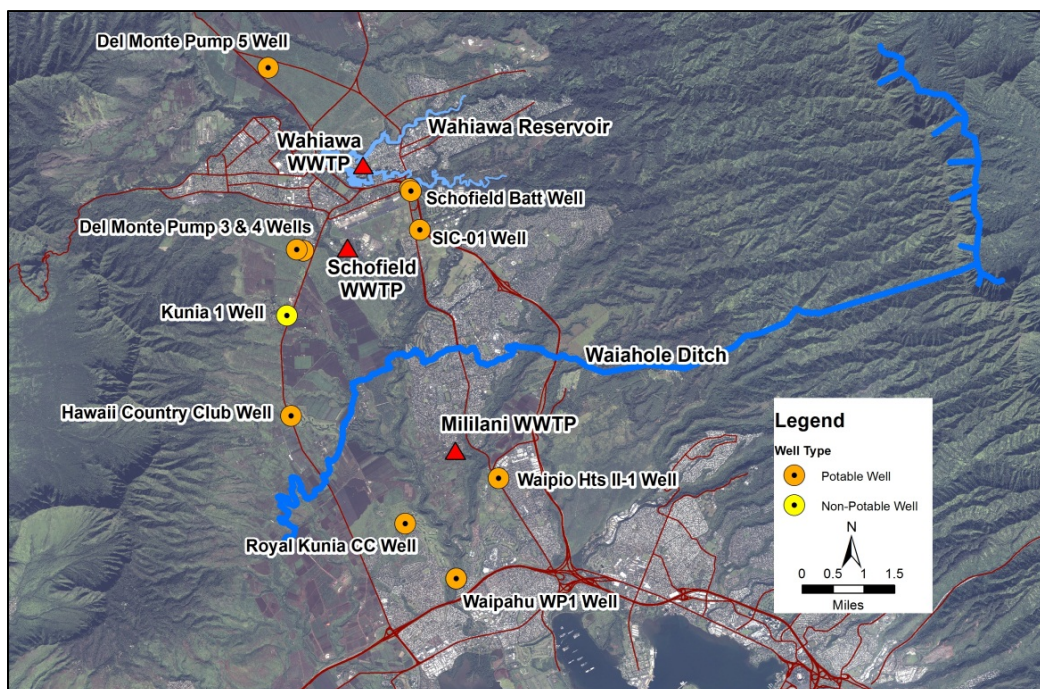 Del Monte Pump 5 Well
Wahiawa Reservoir
Wahiawa
WWTP
Schofield Batt Well
Del Monte Pump 3 & 4 Wells
SIC-01 Well
Schofield
WWTP
Kunia 1 Well
Waiahole Ditch
Hawaii Country Club Well
Mililani WWTP
Waipio Hts II-1 Well
Royal Kunia CC Well
Waipahu WP1 Well
Legend
Well Type
Potable Well
Non-Potable Well
N
0 0.5 1 1.5
Miles